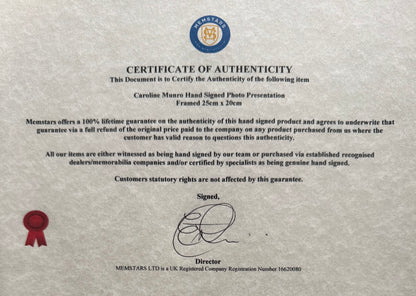 MEMSTARS
CERTIFICATE OF AUTHENTICITY
This Document is to Certify the Authenticity of the following item
Caroline Munro Hand Signed Photo Presentation
Framed 25cm x 20cm
Memstars offers a 100% lifetime guarantee on the authenticity of this hand signed product and agrees to underwrite that
guarantee via a full refund of the original price paid to the company on any product purchased from us where the
customer has valid reason to questions this authenticity.
All our items are either witnessed as being hand signed by our team or purchased via established recognised
dealers/memorabilia companies and/or certified by specialists as being genuine hand signed.
Customers statutory rights are not affected by this guarantee.
Signed,
Director
MEMSTARS LTD is a UK Registered Company Registration Number 16620080